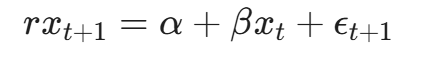 rx_{t+1} = α + βx_t + ϵ_{t+1}